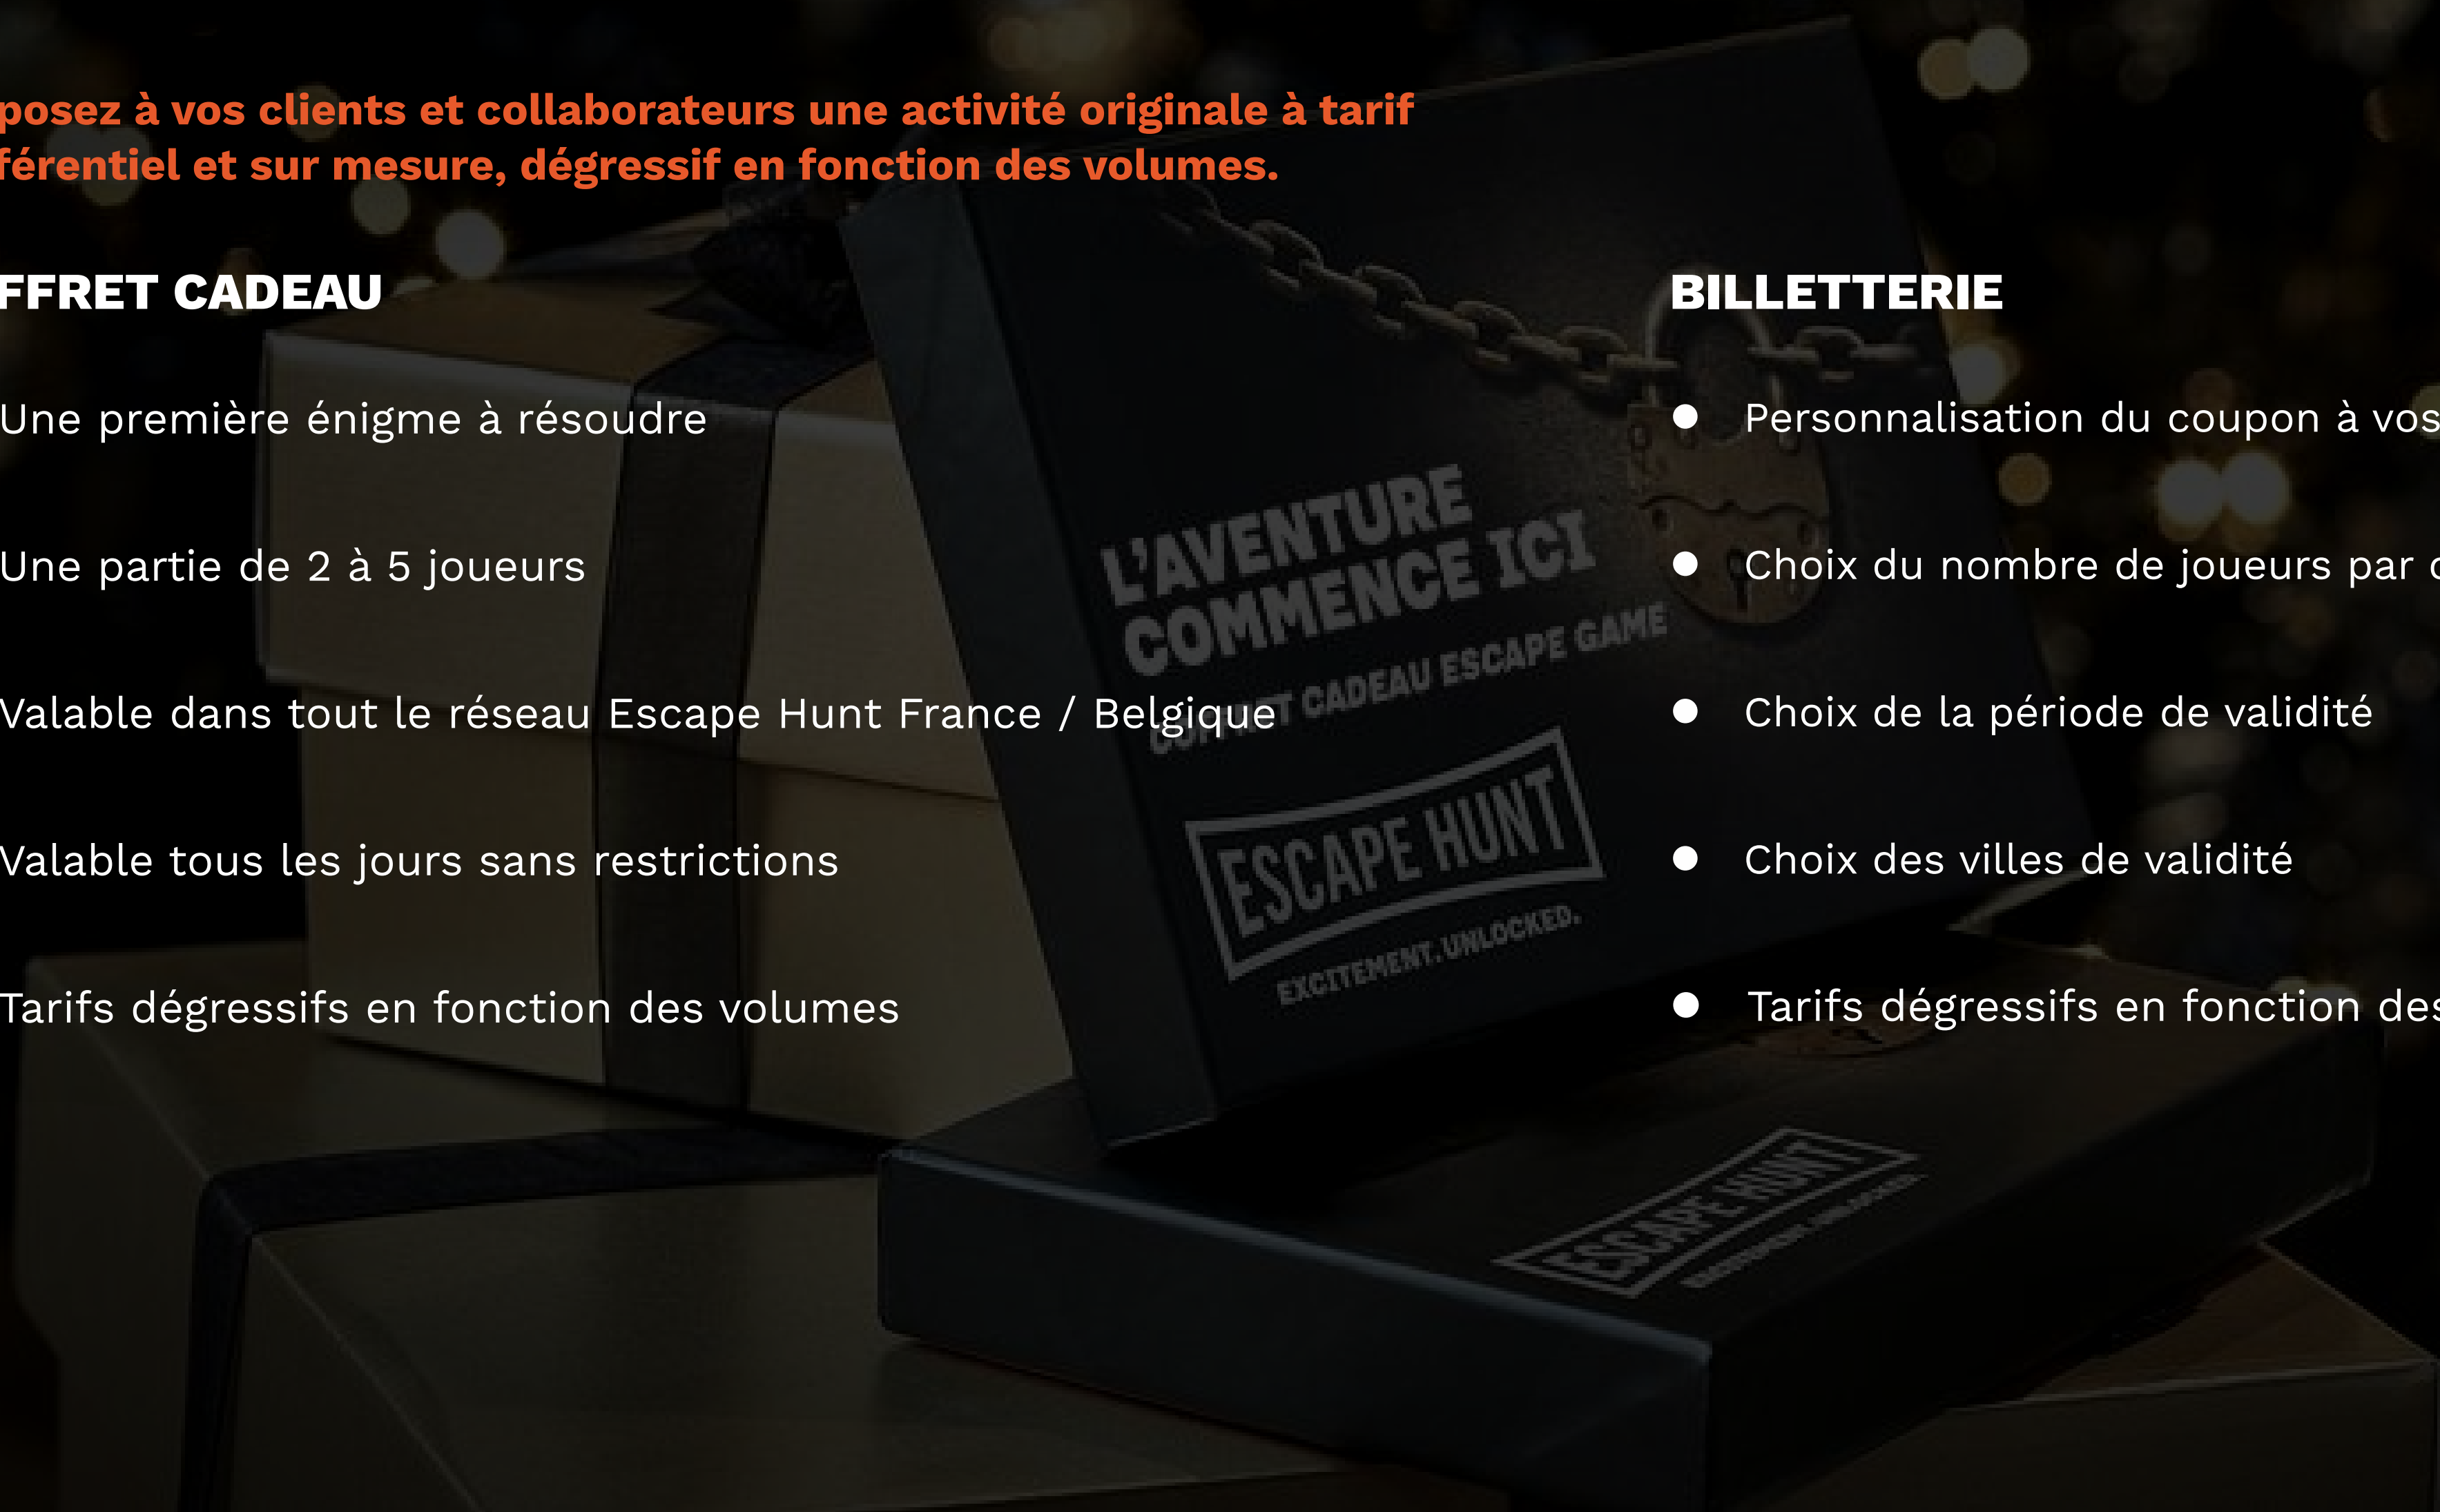 posez à vos clients et collaborateurs une activité originale à tarif
férentiel et sur mesure, dégressif en fonction des volumes.
FFRET CADEAU
Une première énigme à résoudre
Une partie de 2 à 5 joueurs
Valable dans tout le réseau Escape Hunt France / Belgique
Valable tous les jours sans restrictions
Tarifs dégressifs en fonction des volumes
BILLETTERIE
● Personnalisation du coupon à vos
● Choix du nombre de joueurs par
● Choix de la période de validité
● Choix des villes de validité
● Tarifs dégressifs en fonction des
L'AVENTURE
COMMENCE ICI
COFFRET CADEAU ESCAPE GAME
ESCAPE HUNT
EXCITEMENT. UNLOCKED.
ESCAPE HUNT